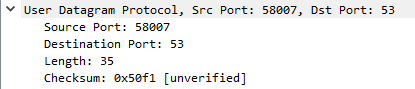 User Datagram Protocol, Src Port: 58007, Dst Port: 53
Source Port: 58007
Destination Port: 53
Length: 35
Checksum: 0x50f1 [unverified]